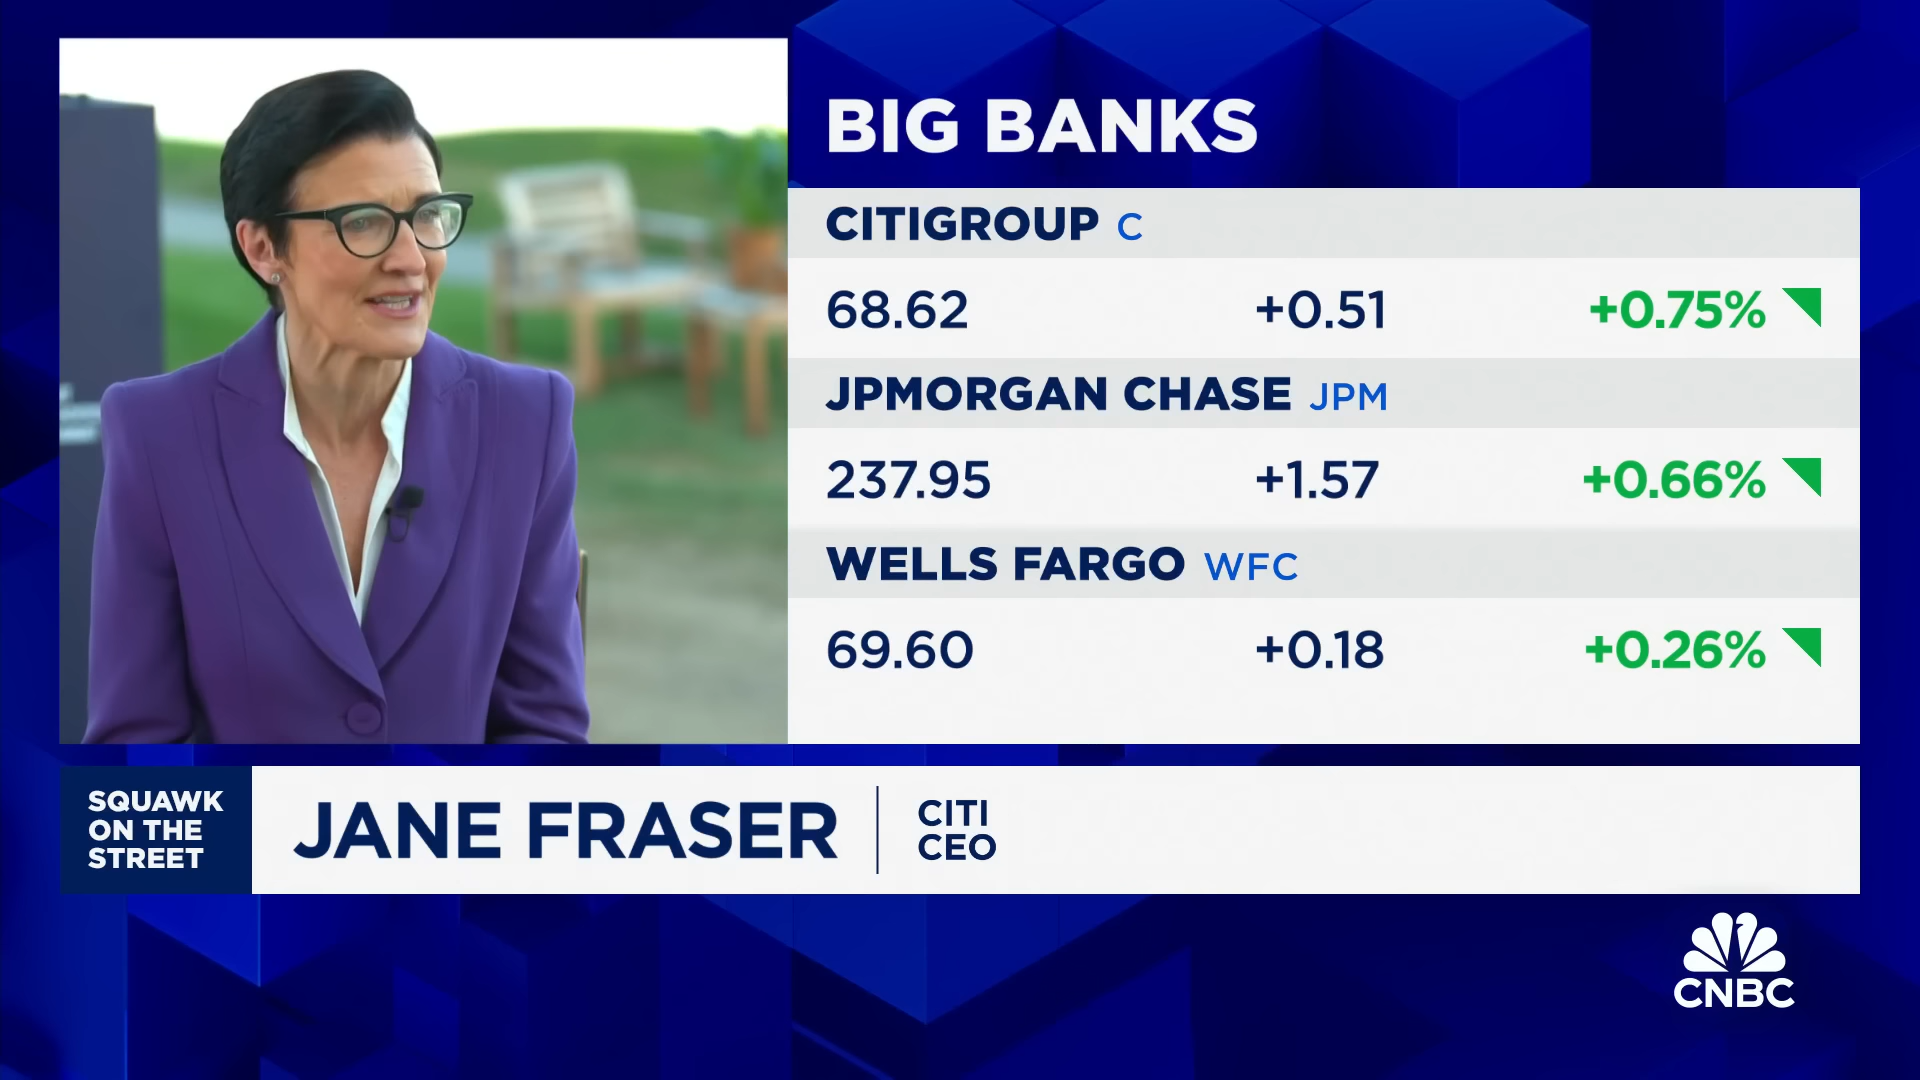 BIG BANKS
CITIGROUP C
68.62 +0.51 +0.75%
JPMORGAN CHASE JPM
237.95 +1.57 +0.66%
WELLS FARGO WFC
69.60 +0.18 +0.26%
SQUAWK
ON THE
STREET
JANE FRASER
CITI
CEO
CNBC